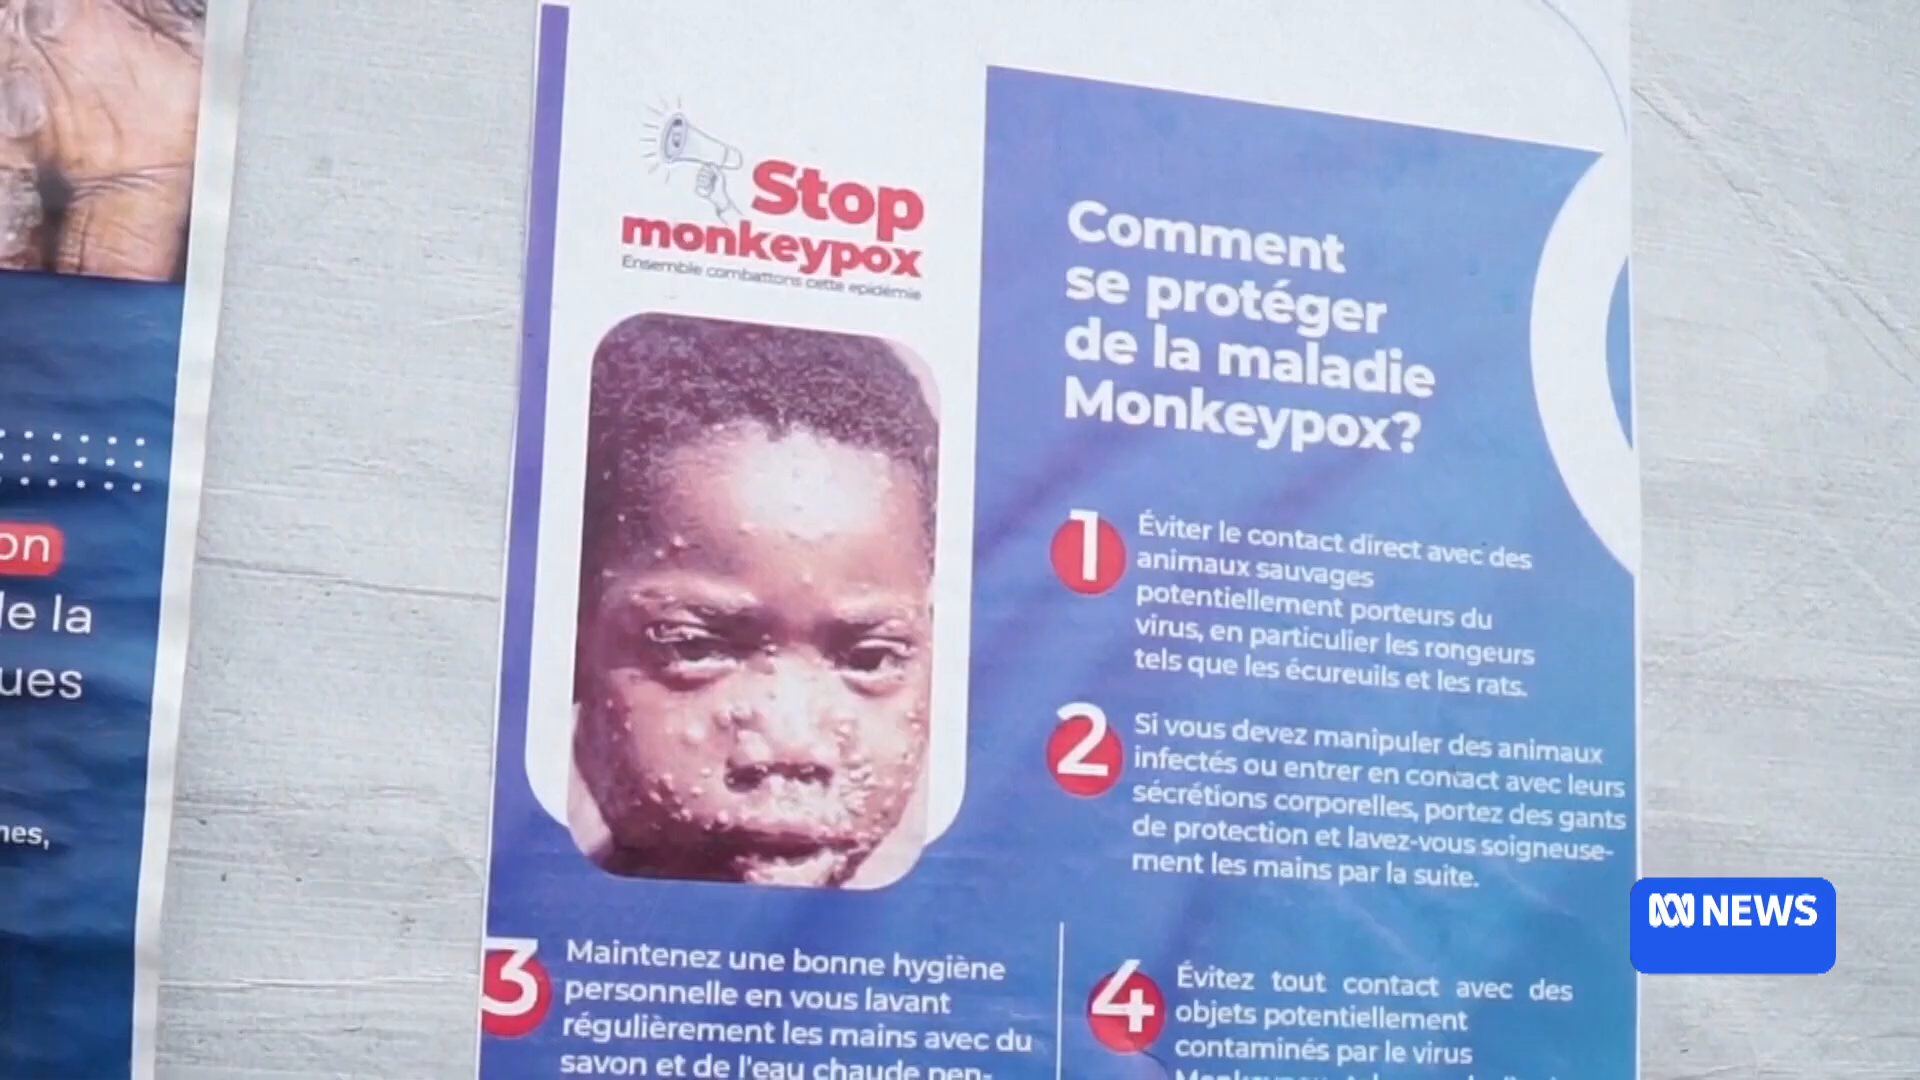 on
de la
ues
nes,
Stop
monkeypox
Ensemble combattons cette epidémie
Comment
se protéger
de la maladie
Monkeypox?
1
Éviter le contact direct avec des
animaux sauvages
potentiellement porteurs du
virus, en particulier les rongeurs
tels que les écureuils et les rats.
2
Si vous devez manipuler des animaux
infectés ou entrer en contact avec leurs
sécrétions corporelles, portez des gants
de protection et lavez-vous soigneuse-
ment les mains par la suite.
3
Maintenez une bonne hygiène
personnelle en vous lavant
régulièrement les mains avec du
savon et de l'eau chaude pen-
4
Évitez tout contact avec des
objets potentiellement
contaminés par le virus
NEWS